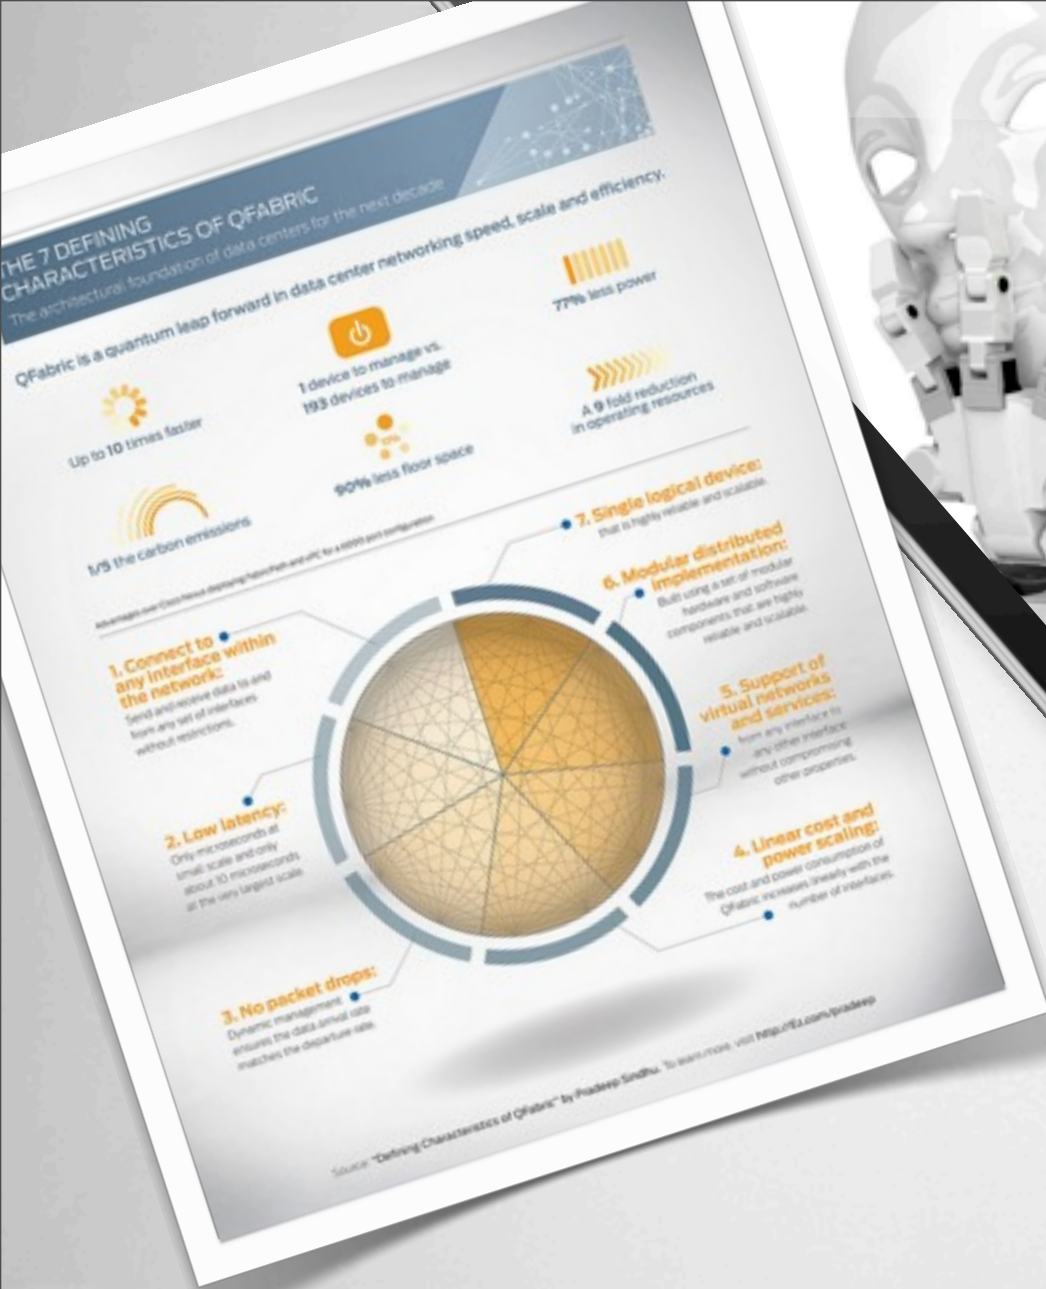 THE 7 DEFINING
CHARACTERISTICS OF QFABRIC
The architectural foundation of data centers for the next decade
QFabric is a quantum leap forward in data center networking speed, scale and efficiency.
Up to 10 times faster
1 device to manage vs.
193 devices to manage
77% less power
1/5 the carbon emissions
90% less floor space
A 9 fold reduction
in operating resources
1. Connect to
any interface within
the network:
Send and receive data to and
from any set of interfaces
without restrictions.
2. Low latency:
Only microseconds at
small scale and only
about 10 microseconds
at the very largest scale.
3. No packet drops:
Dynamic management
ensures the data arrival rate
matches the departure rate.
4. Linear cost and
power scaling:
The cost and power consumption of
QFabric increases linearly with the
number of interfaces.
5. Support of
virtual networks
and services:
from any interface to
any other interface
without compromising
other properties.
6. Modular distributed
implementation:
Built using a set of modular
hardware and software
components that are highly
reliable and scalable.
7. Single logical device:
that is highly reliable and scalable.
Source: "Defining Characteristics of QFabric" by Pradeep Sindhu. To learn more visit